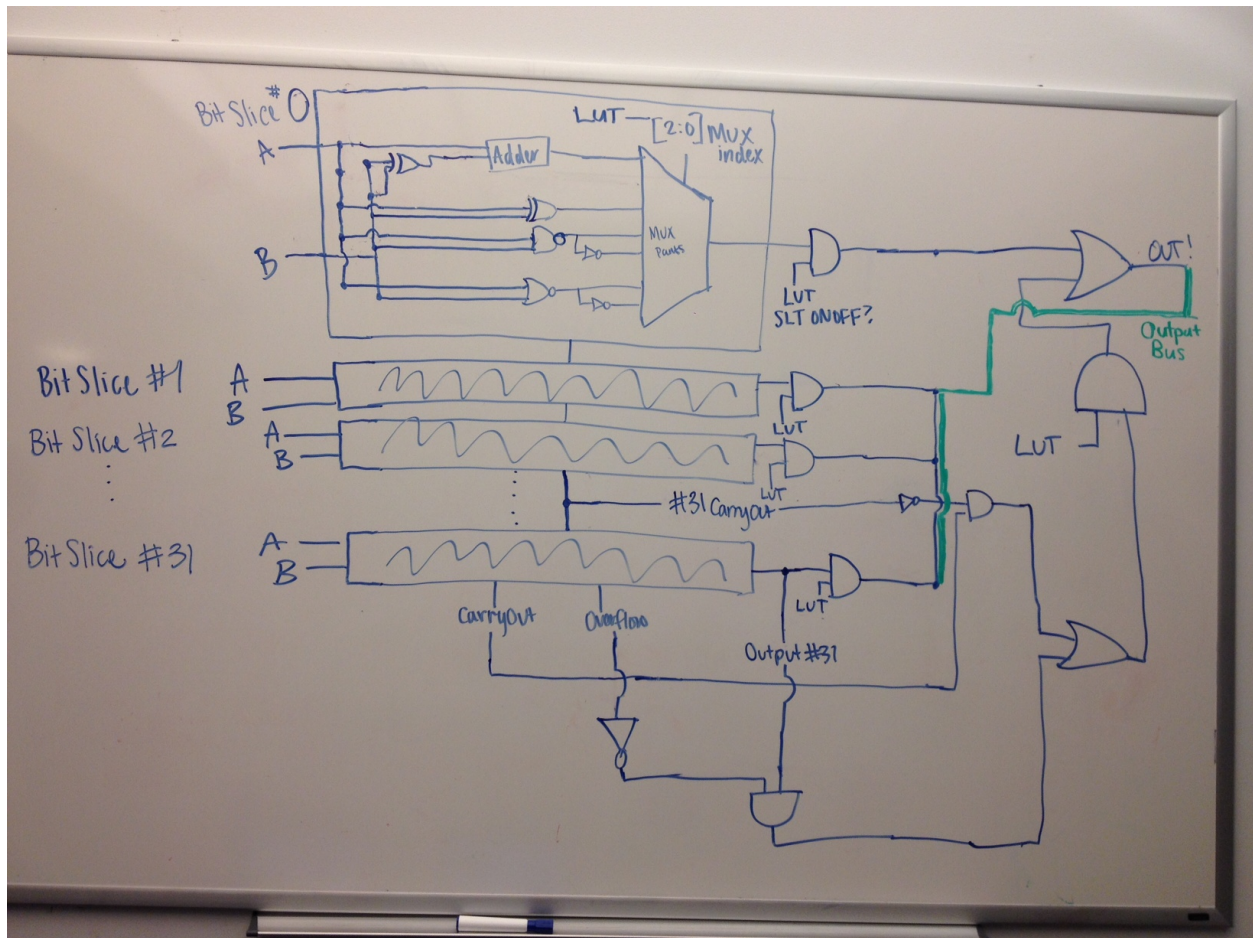 Bit Slice # 0
LUT
[2:0] Mux
index
A
Adder
B
MUX
Pants
LUT
SLT ON OFF?
OUT!
Output
Bus
Bit Slice #1
A
B
LUT
Bit Slice #2
A
B
LUT
LUT
#31 CarryOut
Bit Slice #31
A
B
LUT
CarryOut
Overflow
Output #31